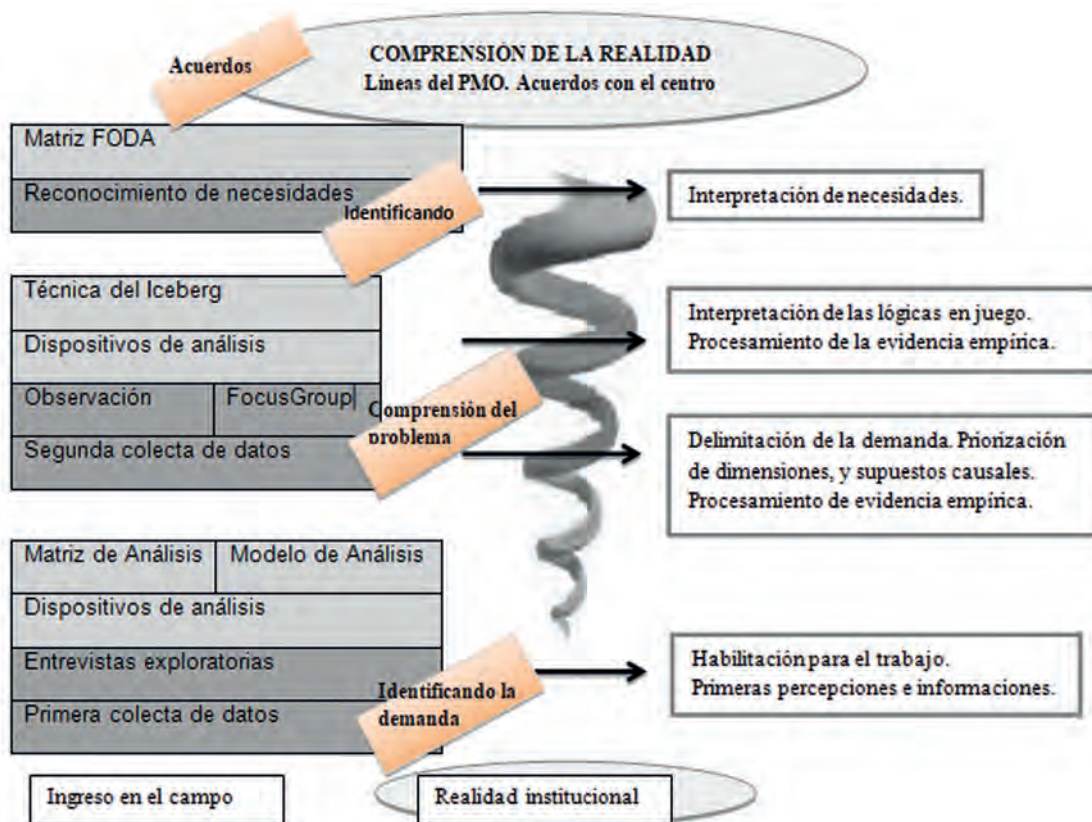 Acuerdos
COMPRENSIÓN DE LA REALIDAD
Líneas del PMO. Acuerdos con el centro
Matriz FODA
Reconocimiento de necesidades
Identificando
Interpretación de necesidades.
Técnica del Iceberg
Dispositivos de análisis
Observación
FocusGroup
Segunda colecta de datos
Comprensión del
problema
Interpretación de las lógicas en juego.
Procesamiento de la evidencia empírica.
Delimitación de la demanda. Priorización
de dimensiones, y supuestos causales.
Procesamiento de evidencia empírica.
Matriz de Análisis
Modelo de Análisis
Dispositivos de análisis
Entrevistas exploratorias
Primera colecta de datos
Identificando la
demanda
Habilitación para el trabajo.
Primeras percepciones e informaciones.
Ingreso en el campo
Realidad institucional